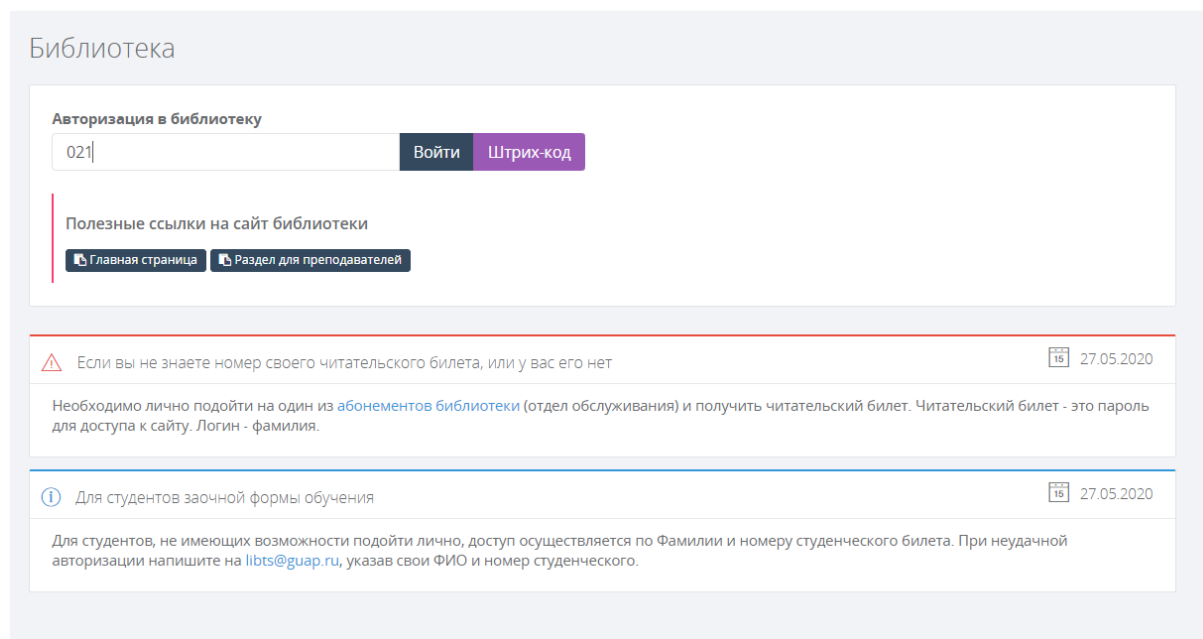 Библиотека
Авторизация в библиотеку
021
Войти
Штрих-код
Полезные ссылки на сайт библиотеки
Главная страница
Раздел для преподавателей
Если вы не знаете номер своего читательского билета, или у вас его нет
15
27.05.2020
Необходимо лично подойти на один из абонементов библиотеки (отдел обслуживания) и получить читательский билет. Читательский билет - это пароль
для доступа к сайту. Логин - фамилия.
Для студентов заочной формы обучения
15
27.05.2020
Для студентов, не имеющих возможности подойти лично, доступ осуществляется по Фамилии и номеру студенческого билета. При неудачной
авторизации напишите на libts@guap.ru, указав свои ФИО и номер студенческого.